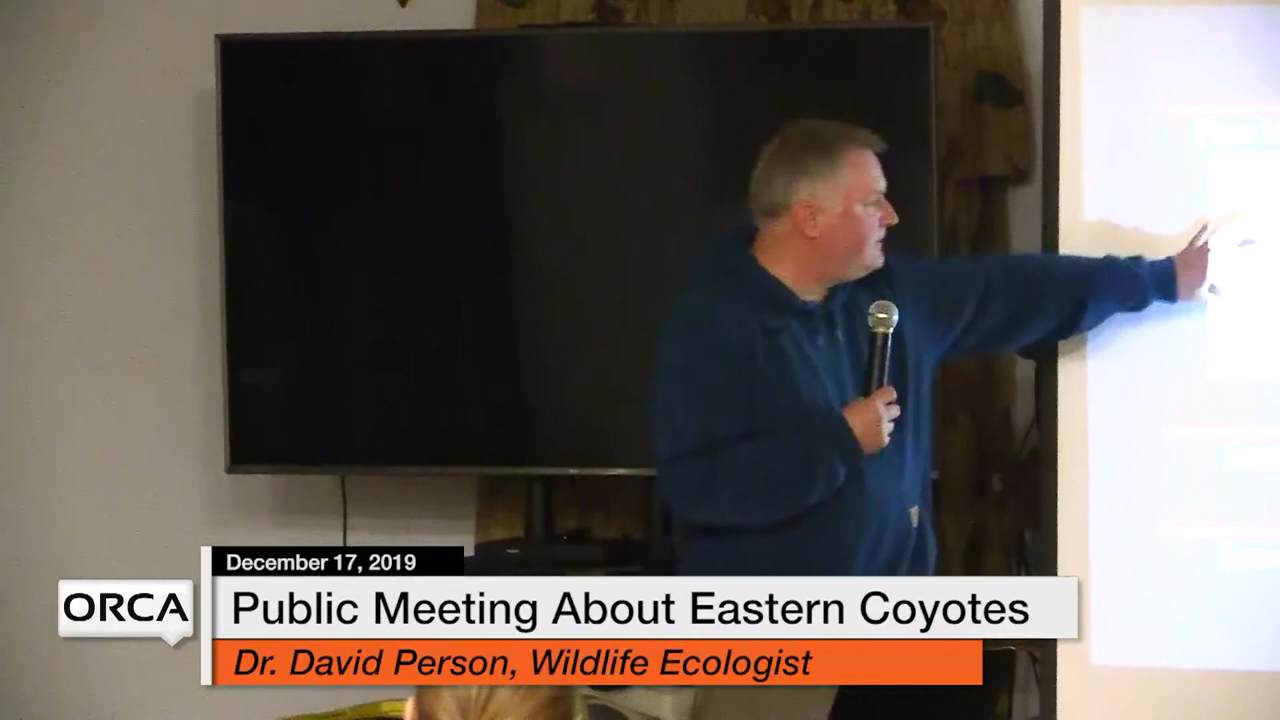 December 17, 2019
ORCA
Public Meeting About Eastern Coyotes
Dr. David Person, Wildlife Ecologist